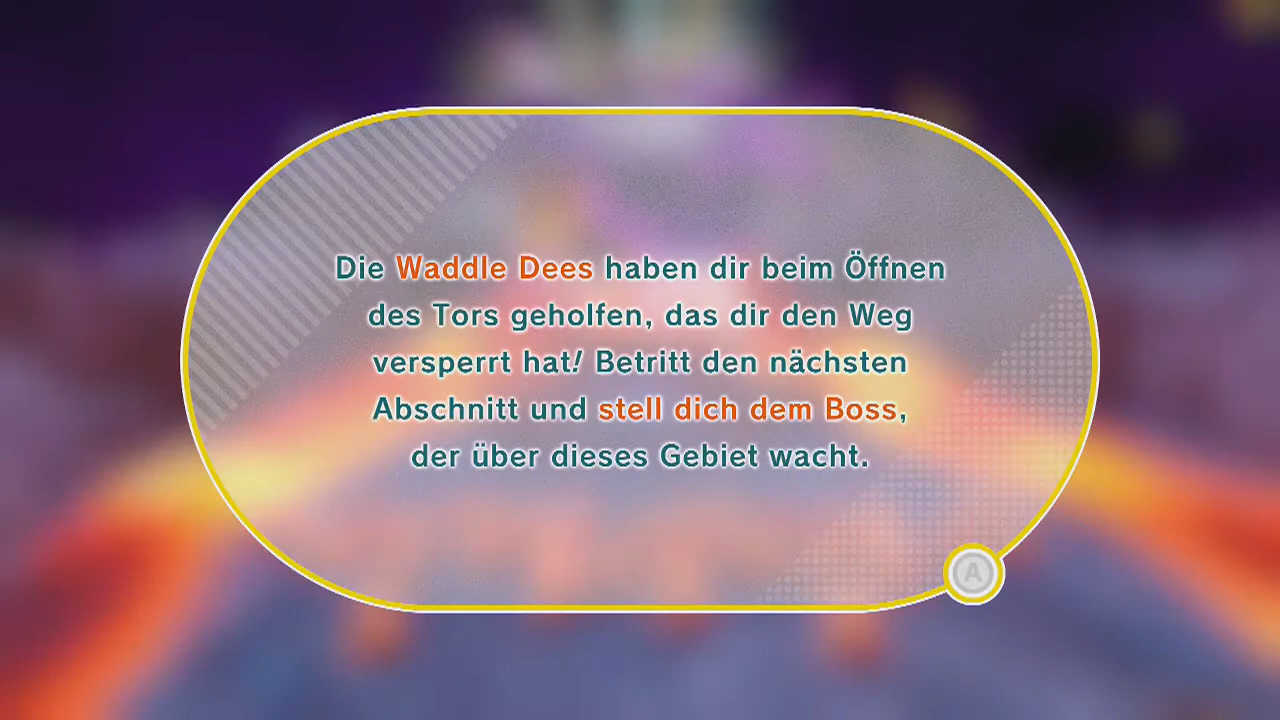 Die Waddle Dees haben dir beim Öffnen
des Tors geholfen, das dir den Weg
versperrt hat! Betritt den nächsten
Abschnitt und stell dich dem Boss,
der über dieses Gebiet wacht.
A